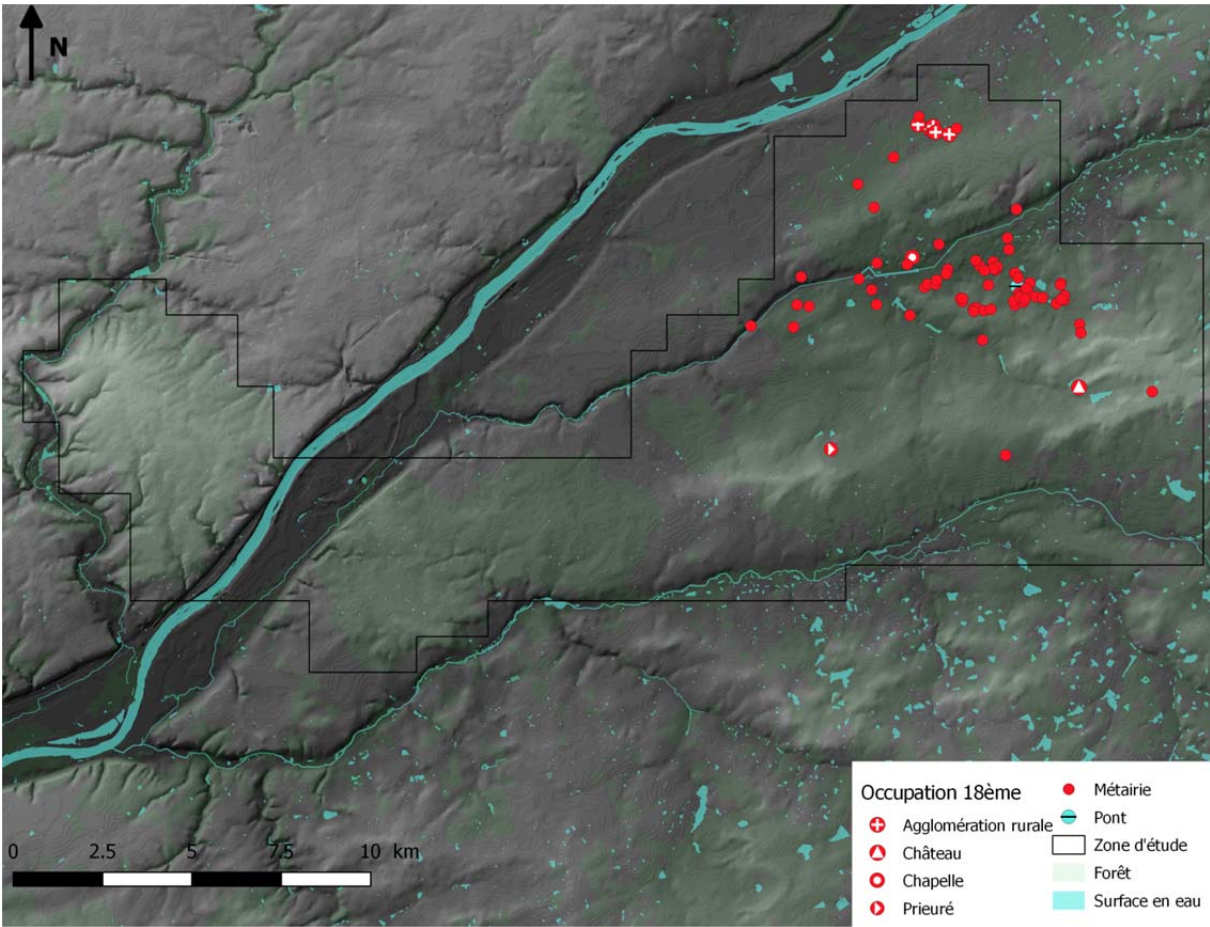 N
0 2.5 5 7.5 10 km
Occupation 18ème
Agglomération rurale
Château
Chapelle
Prieuré
Métairie
Pont
Zone d'étude
Forêt
Surface en eau